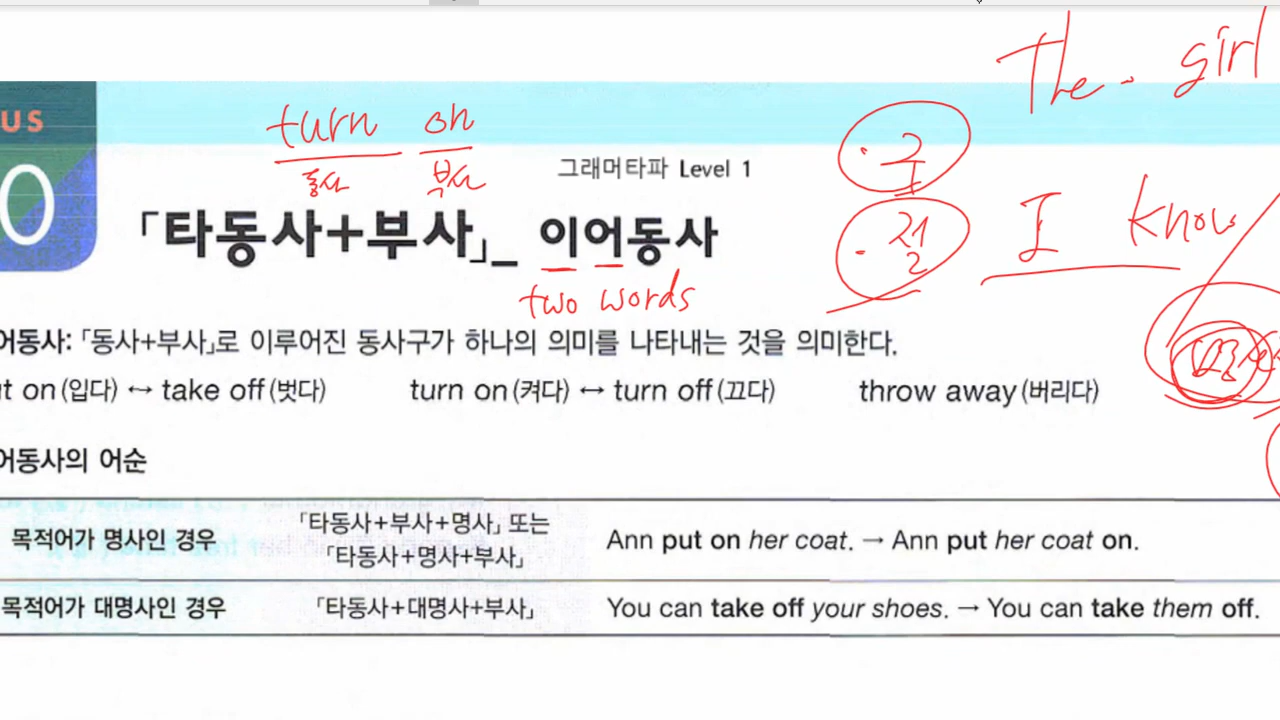 The girl
US
0
turn on
동사 부사
그래머타파 Level 1
구
「타동사+부사」_ 이어동사
전 I know
two words
어동사: 「동사+부사」로 이루어진 동사구가 하나의 의미를 나타내는 것을 의미한다.
t on (입다) ↔ take off (벗다) turn on (켜다) ↔ turn off (끄다) throw away (버리다)
어동사의 어순
목적어가 명사인 경우 「타동사+부사+명사」 또는 「타동사+명사+부사」 Ann put on her coat. → Ann put her coat on.
목적어가 대명사인 경우 「타동사+대명사+부사」 You can take off your shoes. → You can take them off.